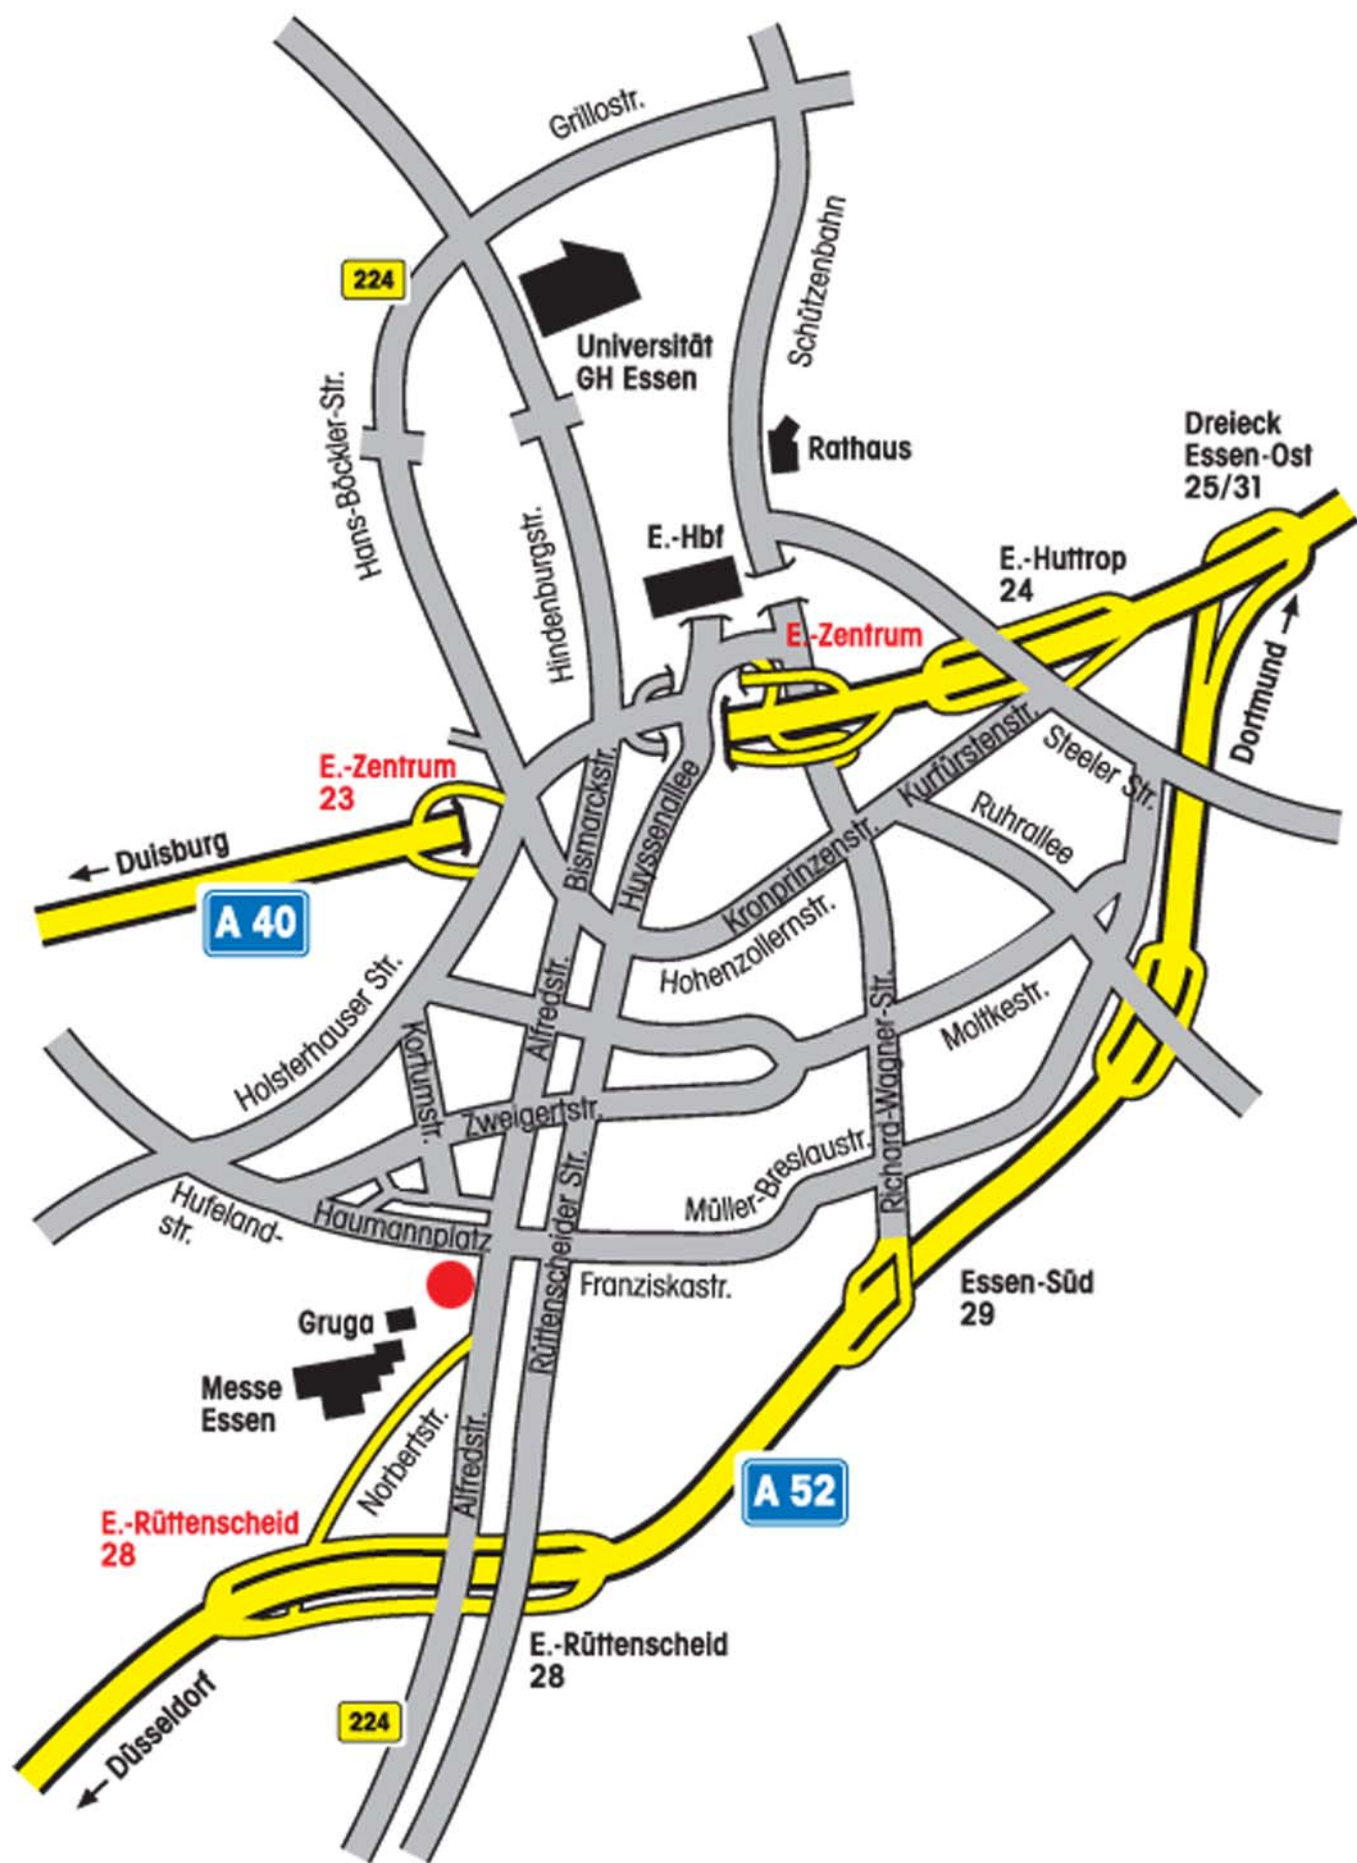 Grillostr.
Schützenbahn
224
Universität
GH Essen
Hans-Böckler-Str.
Rathaus
Dreieck
Essen-Ost
25/31
Hindenburgstr.
E.-Hbf
E.-Huttrop
24
E.-Zentrum
Dortmund
E.-Zentrum
23
Bismarckstr.
Huyssenallee
Kurfürstenstr.
Steeler Str.
Ruhrallee
Duisburg
A 40
Kronprinzenstr.
Hohenzollernstr.
Holsterhauser Str.
Alfredstr.
Kortumstr.
Richard-Wagner-Str.
Moltkestr.
Zweigertstr.
Müller-Breslaustr.
Hufeland-
str.
Haumannplatz
Rüttenscheider Str.
Franziskastr.
Essen-Süd
29
Gruga
Messe
Essen
Norbertstr.
Alfredstr.
A 52
E.-Rüttenscheid
28
E.-Rüttenscheid
28
Düsseldorf
224